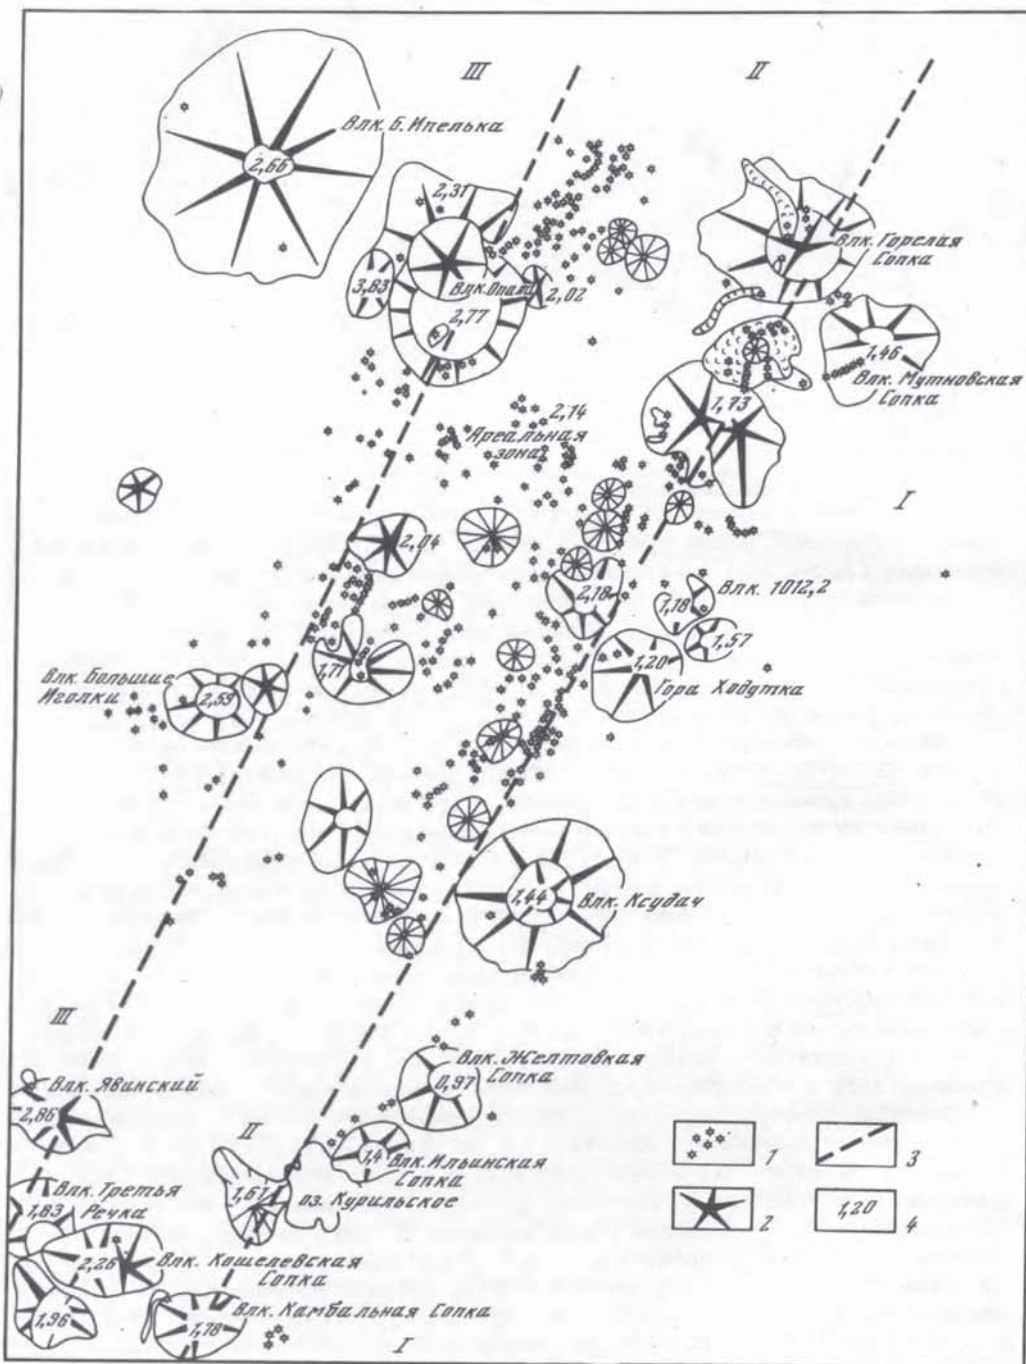 III
II
Влк. Б. Ипелька
2,66
2,31
Влк. Горелая
Сопка
Влк. Опала
3,83
2,02
2,77
1,46
Влк. Мутновская
Сопка
1,73
2,14
Ареальная
зона
I
2,04
2,18
Влк. 1012,2
1,18
1,57
1,71
1,20
Гора Ходутка
Влк. Большие
Иголки
2,59
1,44
Влк. Ксудач
III
Влк. Желтовская
Сопка
0,97
Влк. Явинский
2,86
II
1,4
Влк. Ильинская
Сопка
1
3
Влк. Третья
Речка
1,83
1,61
оз. Курильское
2
1,20
4
2,26
Влк. Кошелевская
Сопка
1,96
Влк. Камбальная Сопка
1,78
I